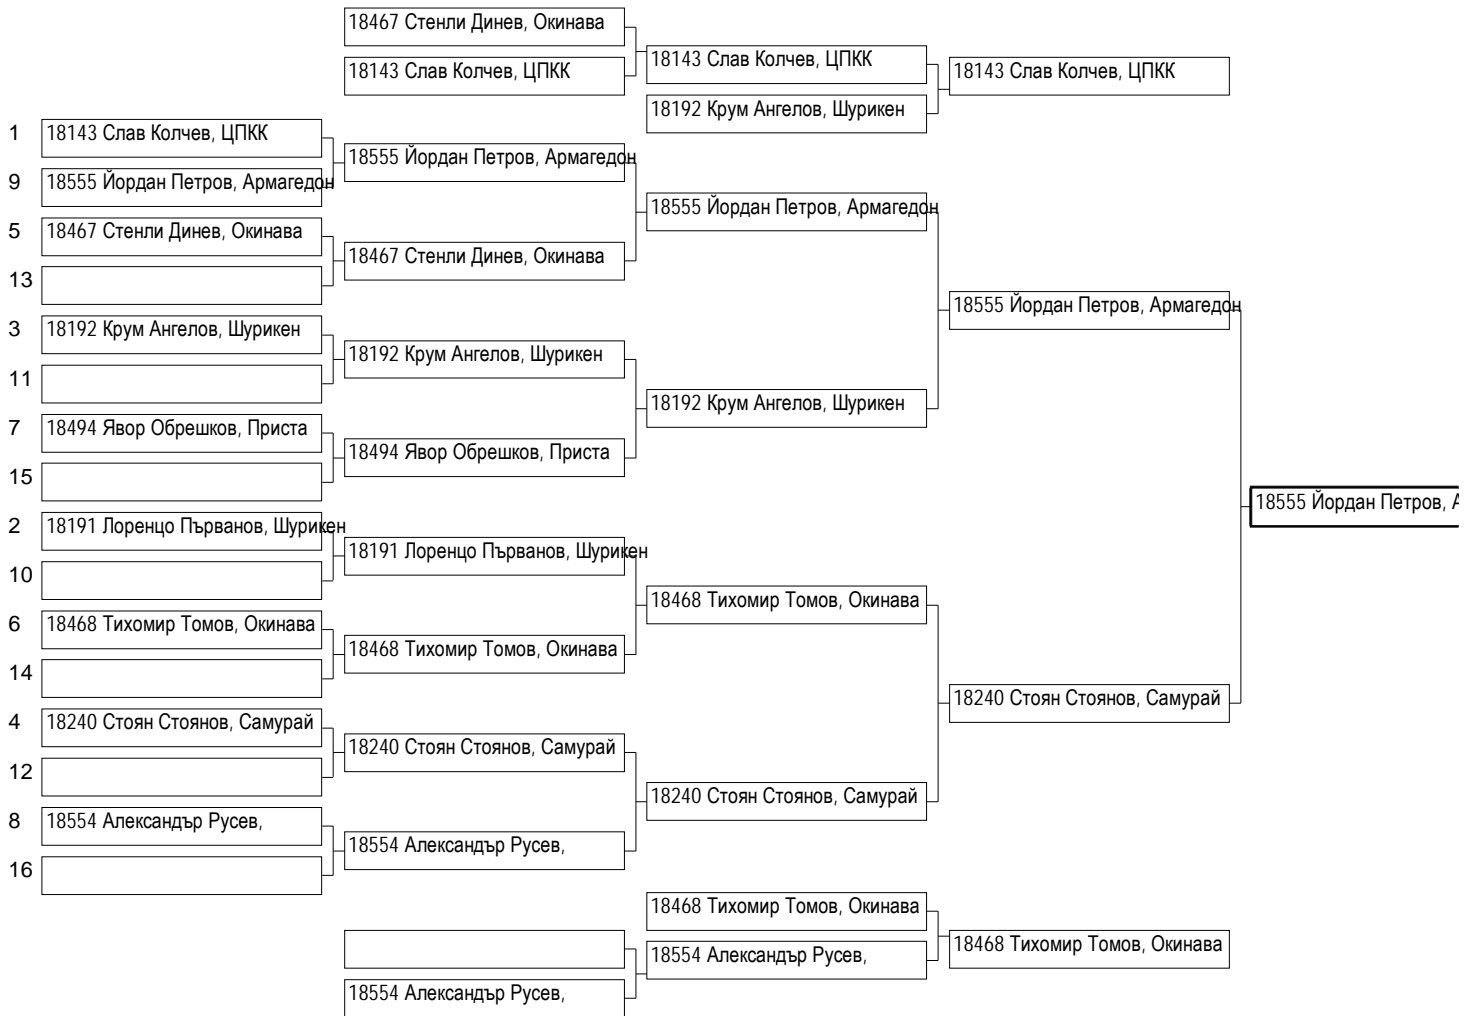 18467 Стенли Динев, Окинава
18143 Слав Колчев, ЦПКК
18143 Слав Колчев, ЦПКК
18143 Слав Колчев, ЦПКК
18192 Крум Ангелов, Шурикен
1 18143 Слав Колчев, ЦПКК
18555 Йордан Петров, Армагедон
9 18555 Йордан Петров, Армагедон
18555 Йордан Петров, Армагедон
5 18467 Стенли Динев, Окинава
18467 Стенли Динев, Окинава
13
18555 Йордан Петров, Армагедон
3 18192 Крум Ангелов, Шурикен
18192 Крум Ангелов, Шурикен
11
18192 Крум Ангелов, Шурикен
7 18494 Явор Обрешков, Приста
18494 Явор Обрешков, Приста
15
18555 Йордан Петров, А
2 18191 Лоренцо Първанов, Шурикен
18191 Лоренцо Първанов, Шурикен
10
18468 Тихомир Томов, Окинава
6 18468 Тихомир Томов, Окинава
18468 Тихомир Томов, Окинава
14
18240 Стоян Стоянов, Самурай
4 18240 Стоян Стоянов, Самурай
18240 Стоян Стоянов, Самурай
12
18240 Стоян Стоянов, Самурай
8 18554 Александър Русев,
18554 Александър Русев,
16
18468 Тихомир Томов, Окинава
18468 Тихомир Томов, Окинава
18554 Александър Русев,
18554 Александър Русев,